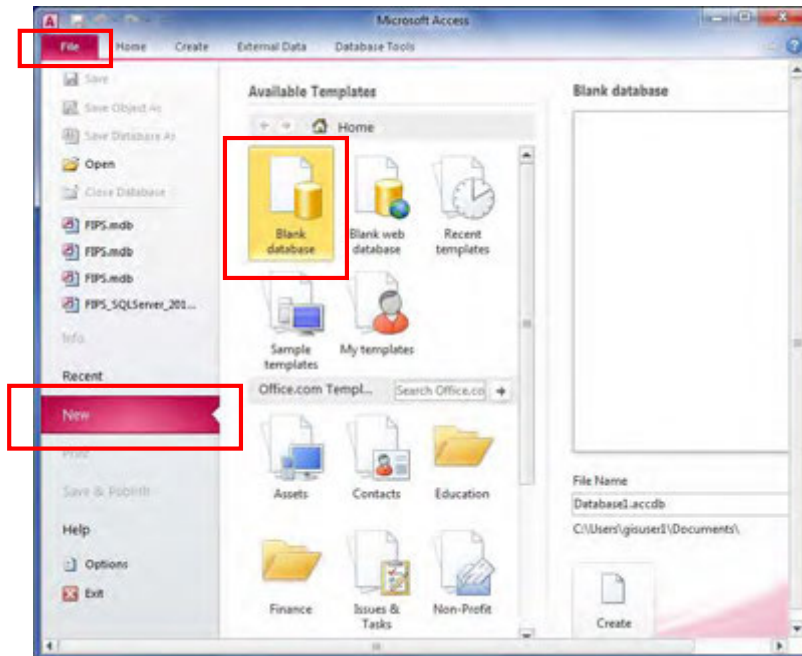 A
Microsoft Access
File Home Create External Data Database Tools
Save
Save Object As
Save Database As
Open
Close Database
FIPS.mdb
FIPS.mdb
FIPS.mdb
FIPS_SQLServer_201...
Info
Recent
New
Print
Save & Publish
Help
Options
Exit
Available Templates
Home
Blank database
Blank web database
Recent templates
Sample templates
My templates
Office.com Templ...
Search Office.co
Assets
Contacts
Education
Finance
Issues & Tasks
Non-Profit
Blank database
File Name
Database1.accdb
C:\Users\gisuser1\Documents\
Create